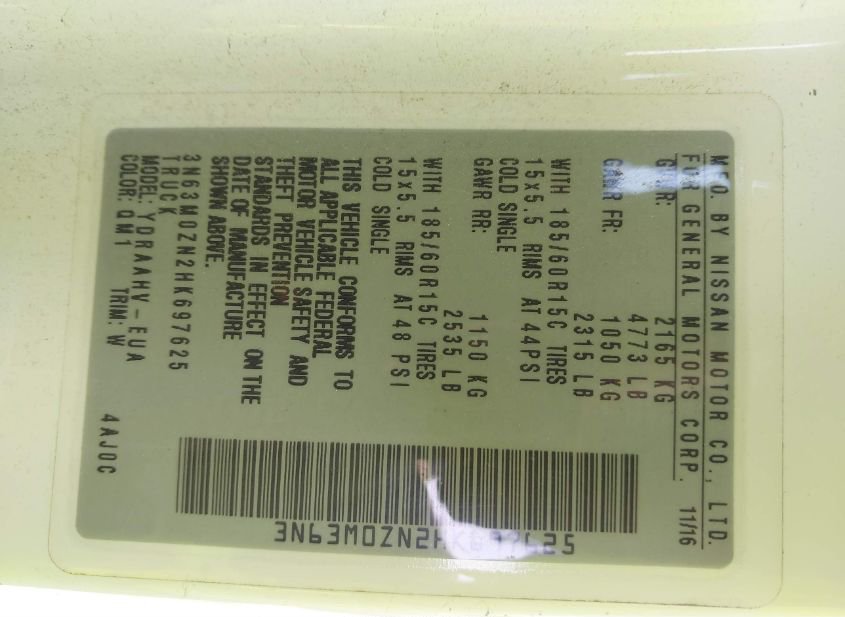 MFD. BY NISSAN MOTOR CO., LTD.
FOR GENERAL MOTORS CORP. 11/16
GVWR: 2165 KG
4773 LB
GAWR FR: 1050 KG
2315 LB
WITH 185/60R15C TIRES
15x5.5 RIMS AT 44PSI
COLD SINGLE
GAWR RR: 1150 KG
2535 LB
WITH 185/60R15C TIRES
15x5.5 RIMS AT 48 PSI
COLD SINGLE
THIS VEHICLE CONFORMS TO
ALL APPLICABLE FEDERAL
MOTOR VEHICLE SAFETY AND
THEFT PREVENTION
STANDARDS IN EFFECT ON THE
DATE OF MANUFACTURE
SHOWN ABOVE.
3N63M0ZN2HK697625
TRUCK
MODEL: YDRAAHV-EUA
COLOR: QM1 TRIM: W 4AJ0C
3N63M0ZN2HK697625